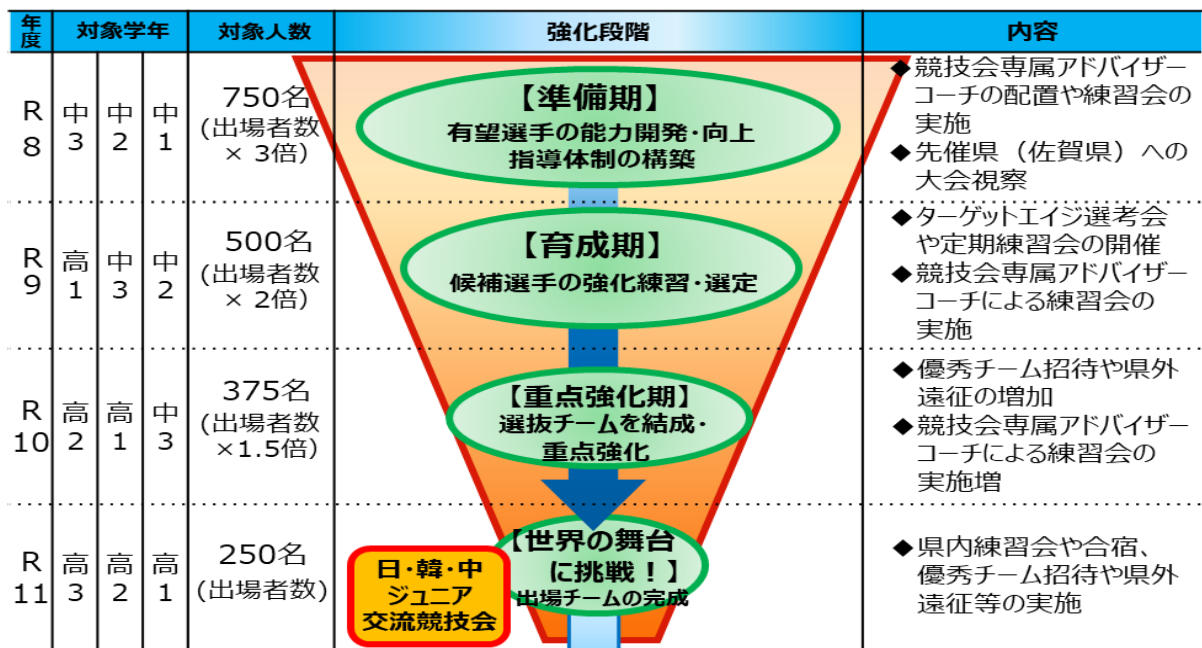 年度
対象学年
対象人数
強化段階
内容
R
8
中
3
中
2
中
1
750名
(出場者数
× 3倍)
【準備期】
有望選手の能力開発・向上
指導体制の構築
◆競技会専属アドバイザー
コーチの配置や練習会の
実施
◆先催県（佐賀県）への
大会視察
R
9
高
1
中
3
中
2
500名
(出場者数
× 2倍)
【育成期】
候補選手の強化練習・選定
◆ターゲットエイジ選考会
や定期練習会の開催
◆競技会専属アドバイザー
コーチによる練習会の
実施
R
10
高
2
高
1
中
3
375名
(出場者数
×1.5倍)
【重点強化期】
選抜チームを結成・
重点強化
◆優秀チーム招待や県外
遠征の増加
◆競技会専属アドバイザー
コーチによる練習会の
実施増
R
11
高
3
高
2
高
1
250名
(出場者数)
日・韓・中
ジュニア
交流競技会
【世界の舞台
に挑戦！】
出場チームの完成
◆県内練習会や合宿、
優秀チーム招待や県外
遠征等の実施